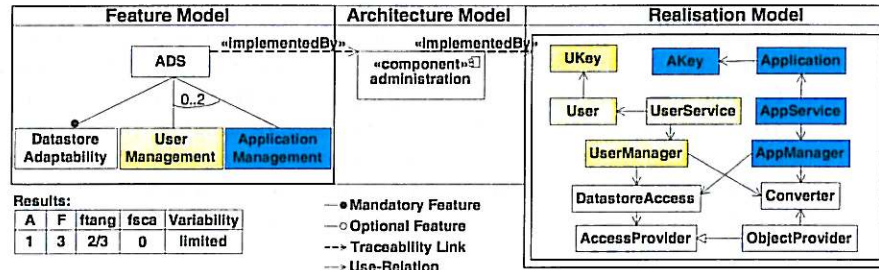 Feature Model
Architecture Model
Realisation Model
«ImplementedBy»
«ImplementedBy»
ADS
0..2
Datastore
Adaptability
User
Management
Application
Management
«component»
administration
UKey
AKey
Application
User
UserService
AppService
UserManager
AppManager
DatastoreAccess
Converter
AccessProvider
ObjectProvider
Results:
A F ftang fsca Variability
1 3 2/3 0 limited
Mandatory Feature
Optional Feature
Traceability Link
Use-Relation